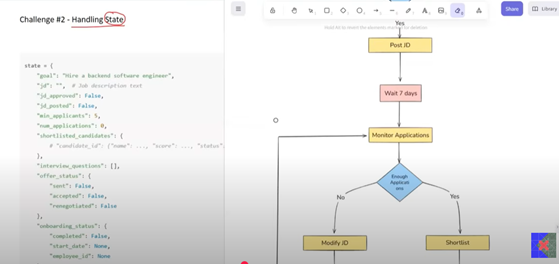 Challenge #2 - Handling State
state = {
"goal": "Hire a backend software engineer",
"jd": "", # Job description text
"jd_approved": False,
"jd_posted": False,
"min_applicants": 5,
"num_applications": 0,
"shortlisted_candidates": {
# "candidate_id": {"name": ..., "score": ..., "status":
},
"interview_questions": [],
"offer_status": {
"sent": False,
"accepted": False,
"renegotiated": False
},
"onboarding_status": {
"completed": False,
"start_date": None,
"employee_id": None
Share
Library
Yes
Post JD
Wait 7 days
Monitor Applications
Enough
Applicati
ons
No
Yes
Modify JD
Shortlist